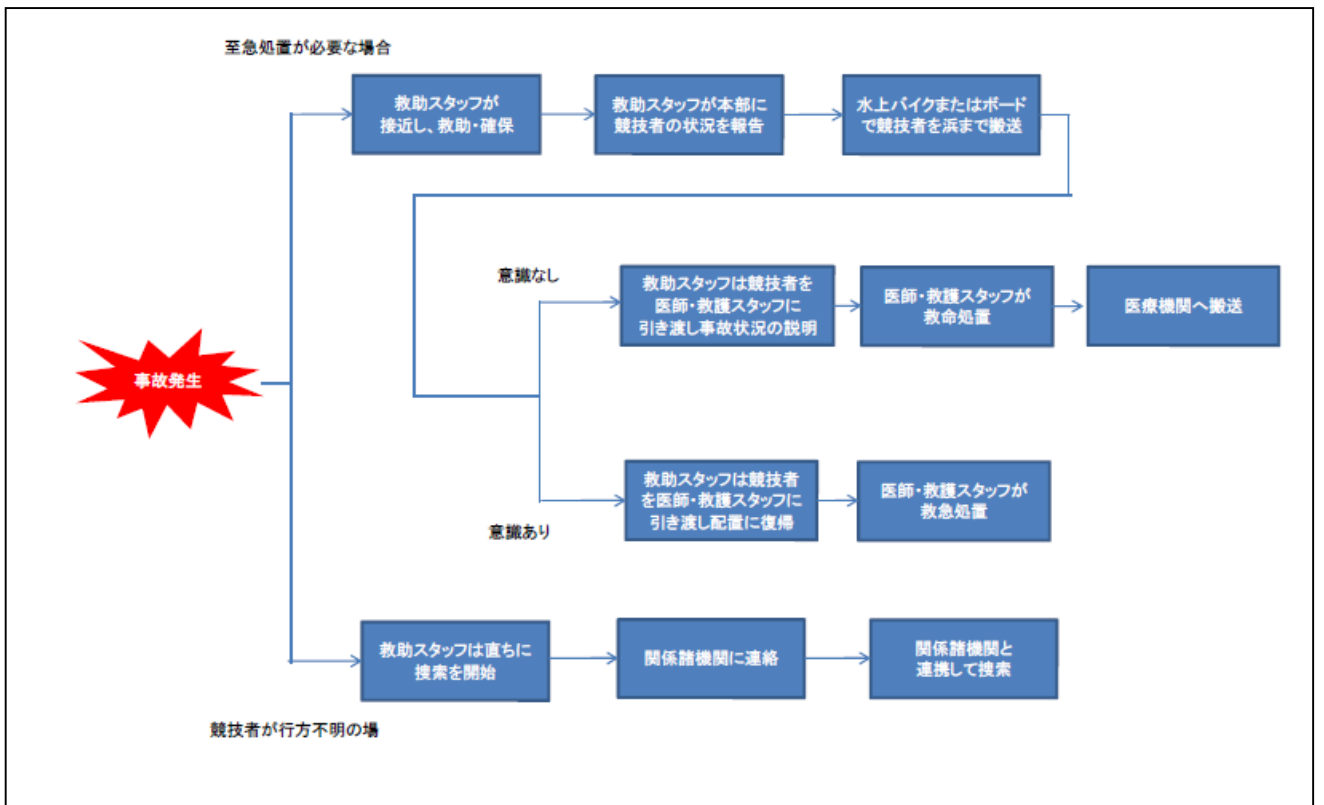 至急処置が必要な場合
救助スタッフが
接近し、救助・確保
救助スタッフが本部に
競技者の状況を報告
水上バイクまたはボード
で競技者を浜まで搬送
意識なし
救助スタッフは競技者を
医師・救護スタッフに
引き渡し事故状況の説明
医師・救護スタッフが
救命処置
医療機関へ搬送
事故発生
救助スタッフは競技者
を医師・救護スタッフに
引き渡し配置に復帰
医師・救護スタッフが
救急処置
意識あり
救助スタッフは直ちに
捜索を開始
関係諸機関に連絡
関係諸機関と
連携して捜索
競技者が行方不明の場